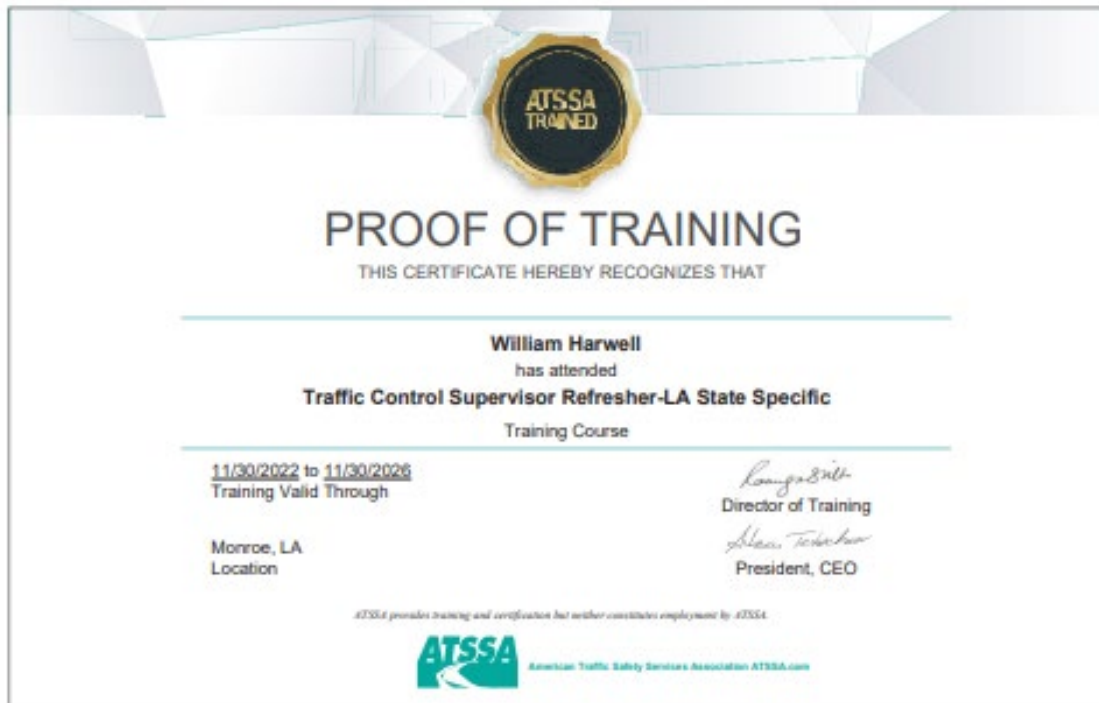 ATSSA
TRAINED
PROOF OF TRAINING
THIS CERTIFICATE HEREBY RECOGNIZES THAT
William Harwell
has attended
Traffic Control Supervisor Refresher-LA State Specific
Training Course
11/30/2022 to 11/30/2026
Training Valid Through
Director of Training
Monroe, LA
Location
President, CEO
ATSSA provides training and certification but neither constitutes employment by ATSSA.
ATSSA
American Traffic Safety Services Association ATSSA.com